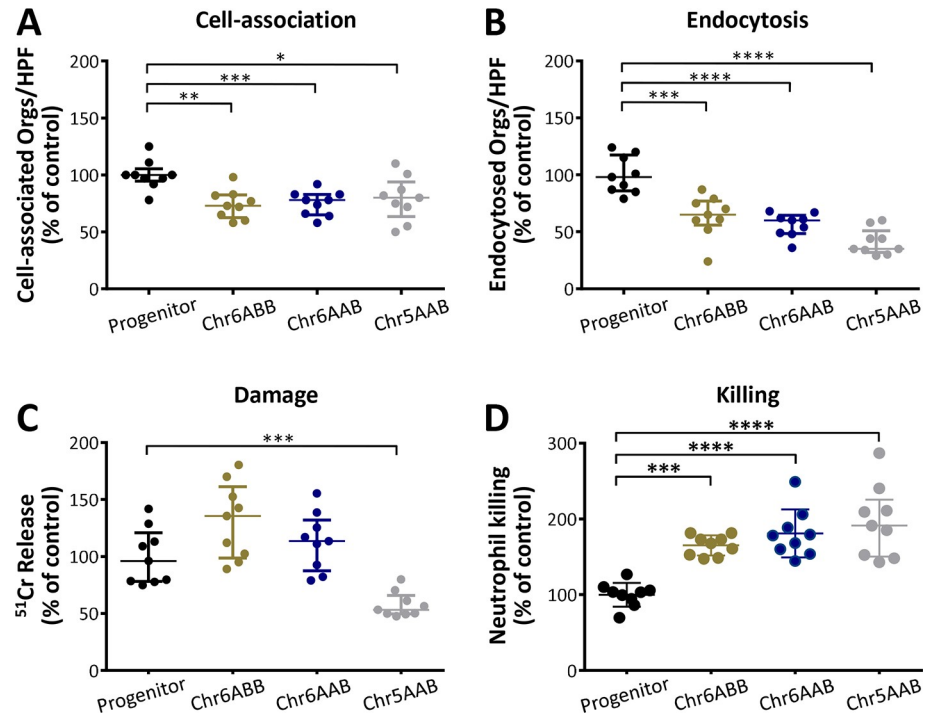 A
Cell-association
Cell-associated Orgs/HPF
(% of control)
200
150
100
50
0
*
***
**
Progenitor
Chr6ABB
Chr6AAB
Chr5AAB
B
Endocytosis
Endocytosed Orgs/HPF
(% of control)
200
150
100
50
0
****
****
***
Progenitor
Chr6ABB
Chr6AAB
Chr5AAB
C
Damage
51Cr Release
(% of control)
200
150
100
50
0
***
Progenitor
Chr6ABB
Chr6AAB
Chr5AAB
D
Killing
Neutrophil killing
(% of control)
300
200
100
0
****
****
***
Progenitor
Chr6ABB
Chr6AAB
Chr5AAB